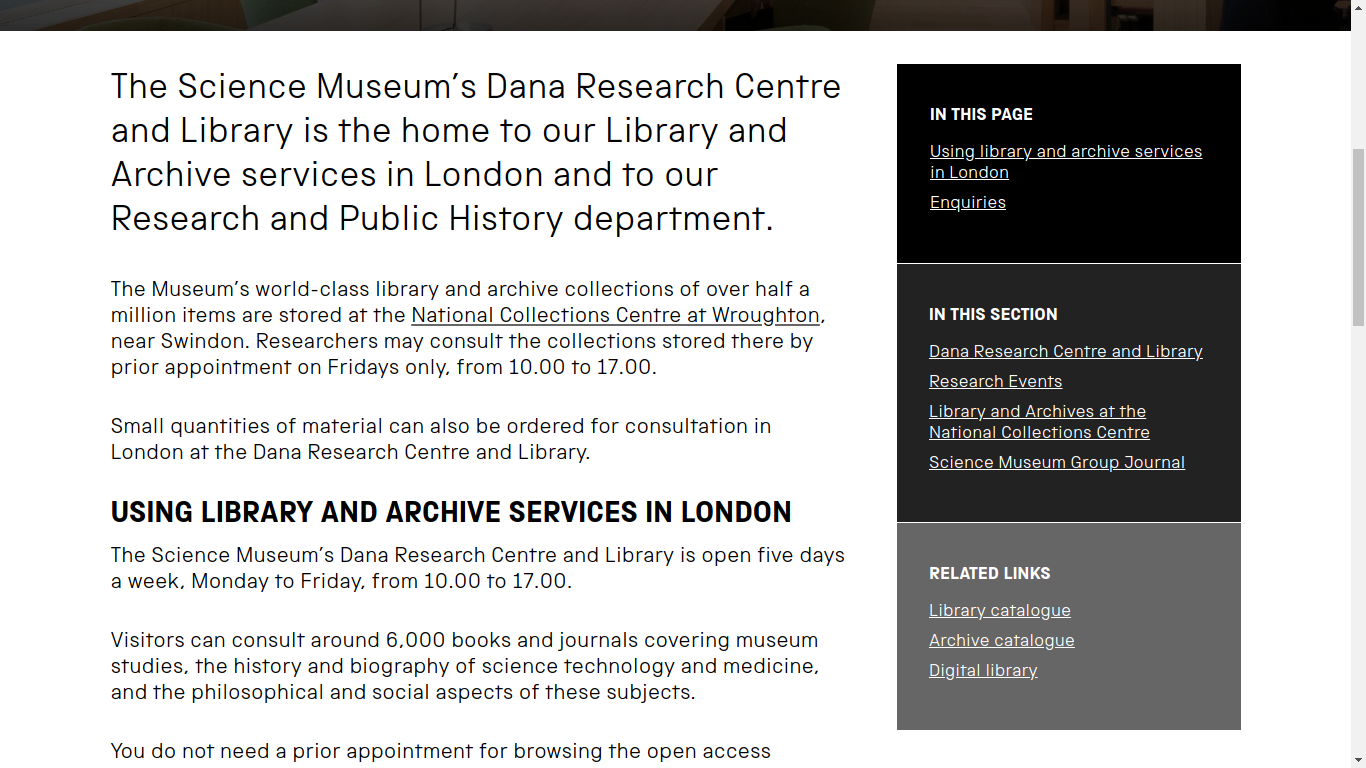 The Science Museum’s Dana Research Centre
and Library is the home to our Library and
Archive services in London and to our
Research and Public History department.
The Museum’s world-class library and archive collections of over half a
million items are stored at the National Collections Centre at Wroughton,
near Swindon. Researchers may consult the collections stored there by
prior appointment on Fridays only, from 10.00 to 17.00.
Small quantities of material can also be ordered for consultation in
London at the Dana Research Centre and Library.
USING LIBRARY AND ARCHIVE SERVICES IN LONDON
The Science Museum’s Dana Research Centre and Library is open five days
a week, Monday to Friday, from 10.00 to 17.00.
Visitors can consult around 6,000 books and journals covering museum
studies, the history and biography of science technology and medicine,
and the philosophical and social aspects of these subjects.
You do not need a prior appointment for browsing the open access
IN THIS PAGE
Using library and archive services
in London
Enquiries
IN THIS SECTION
Dana Research Centre and Library
Research Events
Library and Archives at the
National Collections Centre
Science Museum Group Journal
RELATED LINKS
Library catalogue
Archive catalogue
Digital library